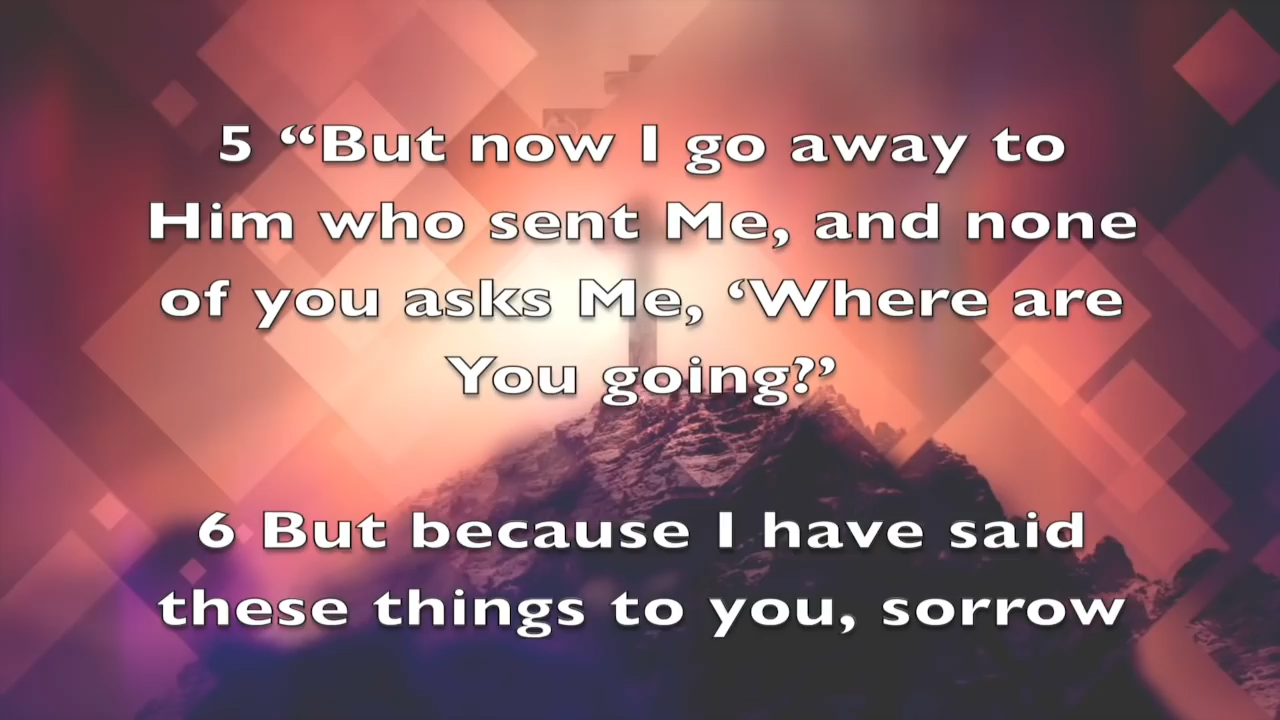 5 “But now I go away to
Him who sent Me, and none
of you asks Me, ‘Where are
You going?’
6 But because I have said
these things to you, sorrow